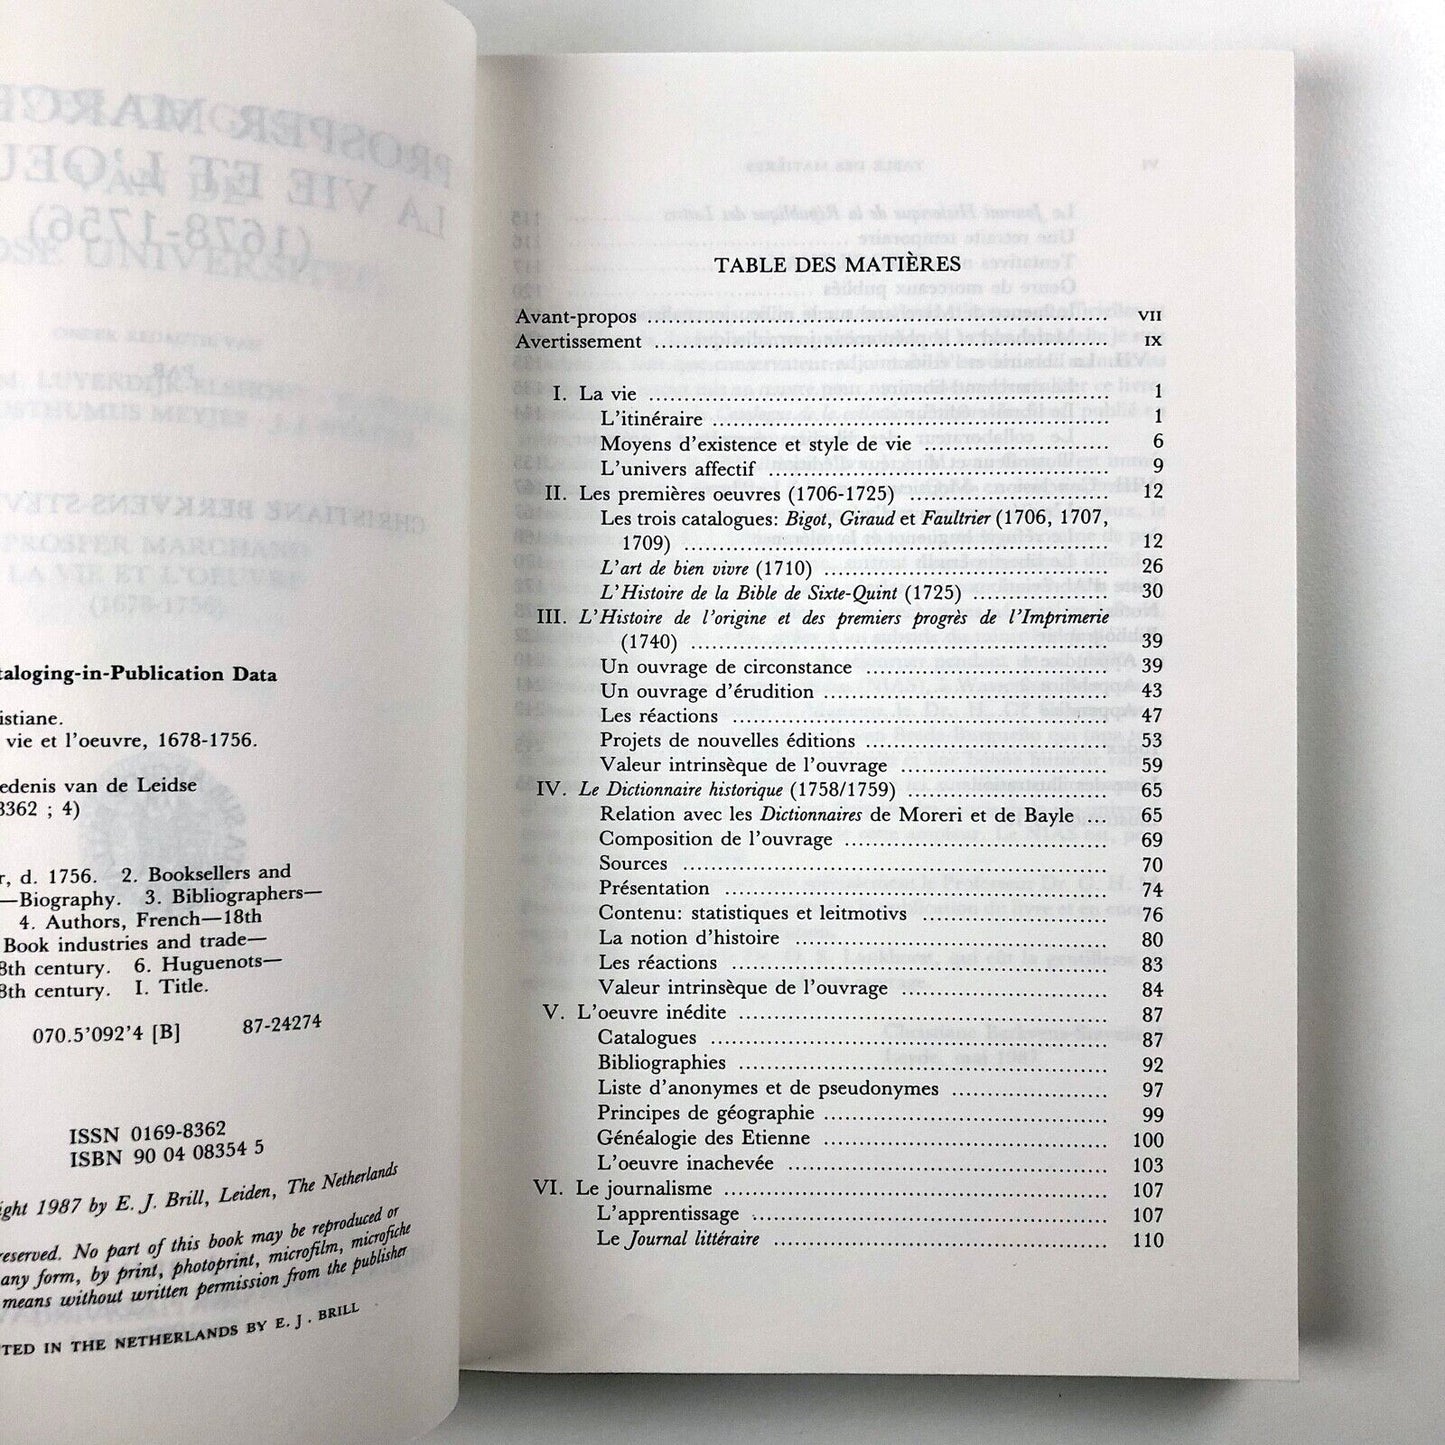 taloging-in-Publication Data
istiane.
vie et l'oeuvre, 1678-1756.
edenis van de Leidse
8362 ; 4)
r, d. 1756. 2. Booksellers and
—Biography. 3. Bibliographers—
4. Authors, French—18th
Book industries and trade—
8th century. 6. Huguenots—
8th century. I. Title.
070.5'092'4 [B] 87-24274
ISSN 0169-8362
ISBN 90 04 08354 5
ight 1987 by E. J. Brill, Leiden, The Netherlands
reserved. No part of this book may be reproduced or
any form, by print, photoprint, microfilm, microfiche
means without written permission from the publisher
TED IN THE NETHERLANDS BY E. J. BRILL
TABLE DES MATIÈRES
Avant-propos ........ VII
Avertissement ........ IX
I. La vie ........ 1
L'itinéraire ........ 1
Moyens d'existence et style de vie ........ 6
L'univers affectif ........ 9
II. Les premières oeuvres (1706-1725) ........ 12
Les trois catalogues: Bigot, Giraud et Faultrier (1706, 1707,
1709) ........ 12
L'art de bien vivre (1710) ........ 26
L'Histoire de la Bible de Sixte-Quint (1725) ........ 30
III. L'Histoire de l'origine et des premiers progrès de l'Imprimerie
(1740) ........ 39
Un ouvrage de circonstance ........ 39
Un ouvrage d'érudition ........ 43
Les réactions ........ 47
Projets de nouvelles éditions ........ 53
Valeur intrinsèque de l'ouvrage ........ 59
IV. Le Dictionnaire historique (1758/1759) ........ 65
Relation avec les Dictionnaires de Moreri et de Bayle ... 65
Composition de l'ouvrage ........ 69
Sources ........ 70
Présentation ........ 74
Contenu: statistiques et leitmotivs ........ 76
La notion d'histoire ........ 80
Les réactions ........ 83
Valeur intrinsèque de l'ouvrage ........ 84
V. L'oeuvre inédite ........ 87
Catalogues ........ 87
Bibliographies ........ 92
Liste d'anonymes et de pseudonymes ........ 97
Principes de géographie ........ 99
Généalogie des Etienne ........ 100
L'oeuvre inachevée ........ 103
VI. Le journalisme ........ 107
L'apprentissage ........ 107
Le Journal littéraire ........ 110